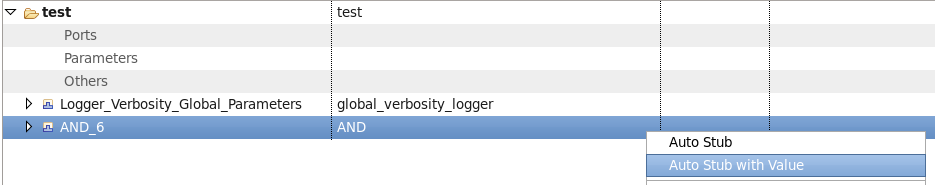 test test
Ports
Parameters
Others
Logger_Verbosity_Global_Parameters global_verbosity_logger
AND_6 AND
Auto Stub
Auto Stub with Value